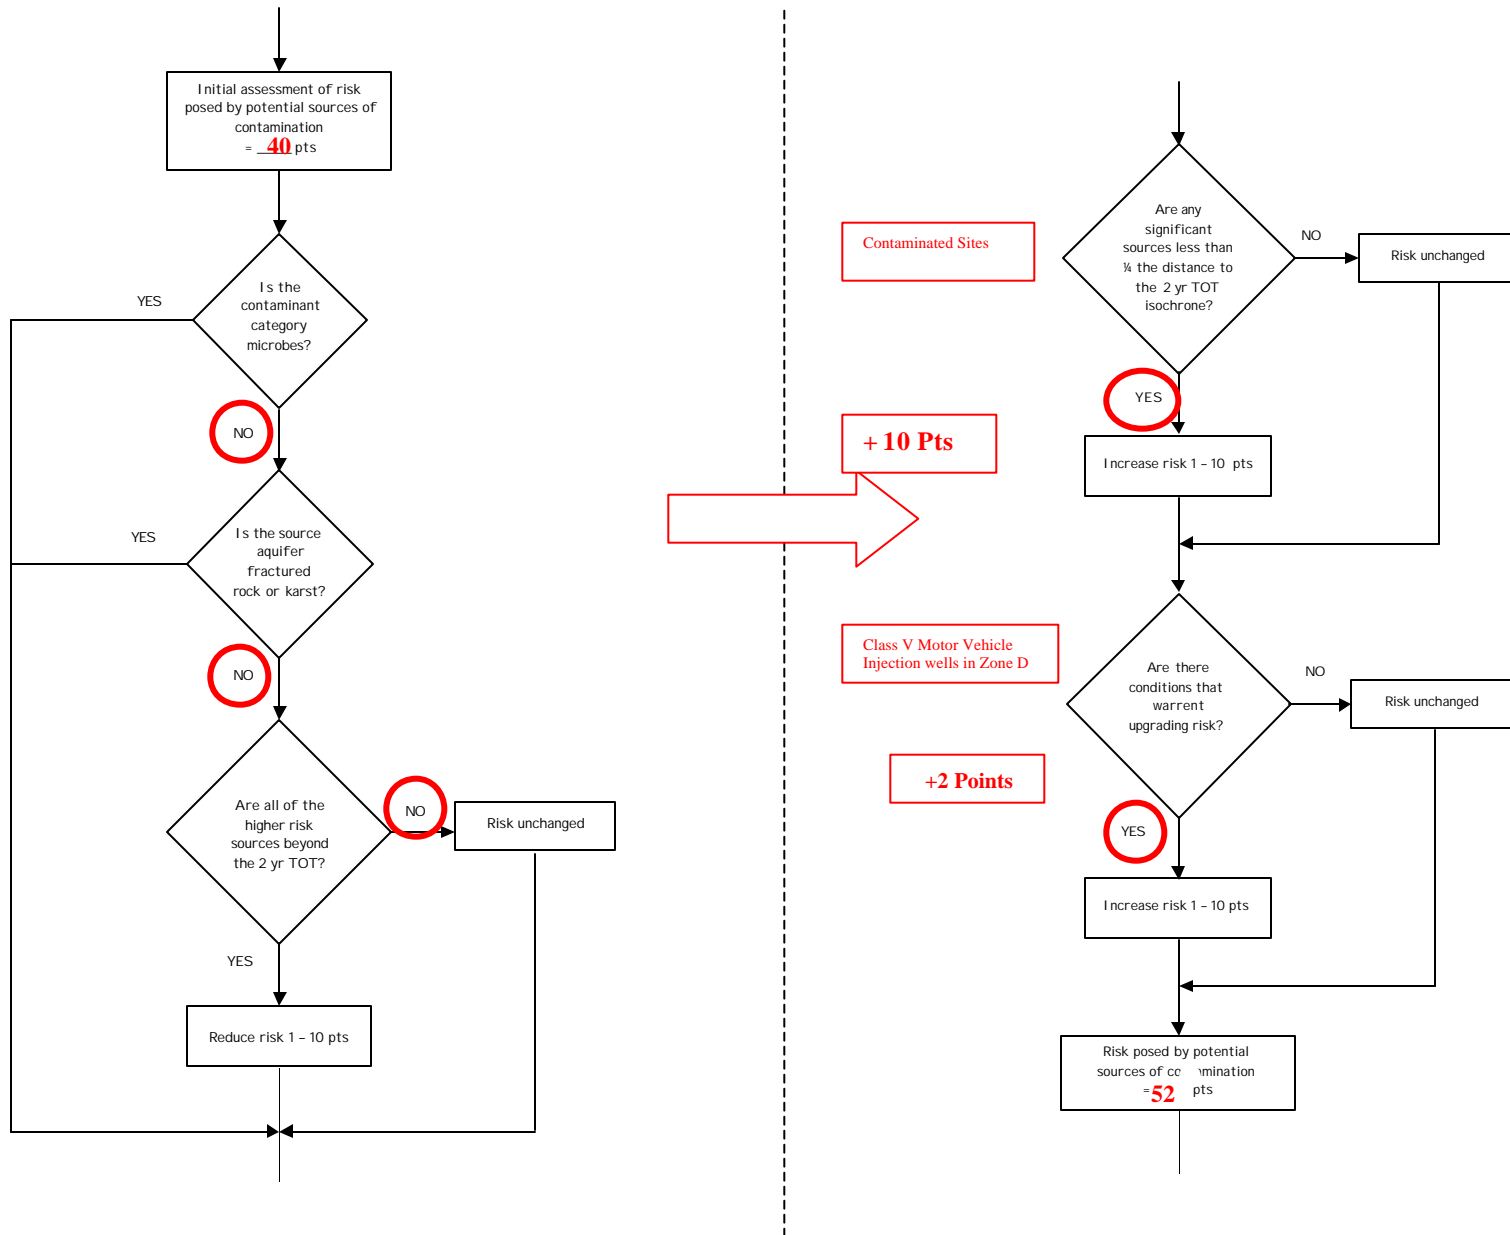 Initial assessment of risk
posed by potential sources of
contamination
= 40 pts
Is the
contaminant
category
microbes?
YES
NO
Is the source
aquifer
fractured
rock or karst?
YES
NO
Are all of the
higher risk
sources beyond
the 2 yr TOT?
NO
Risk unchanged
YES
Reduce risk 1 – 10 pts
Contaminated Sites
Are any
significant
sources less than
¼ the distance to
the 2 yr TOT
isochrone?
NO
Risk unchanged
YES
+ 10 Pts
Increase risk 1 – 10 pts
Class V Motor Vehicle
Injection wells in Zone D
Are there
conditions that
warrent
upgrading risk?
NO
Risk unchanged
+2 Points
YES
Increase risk 1 – 10 pts
Risk posed by potential
sources of co mination
= 52 pts